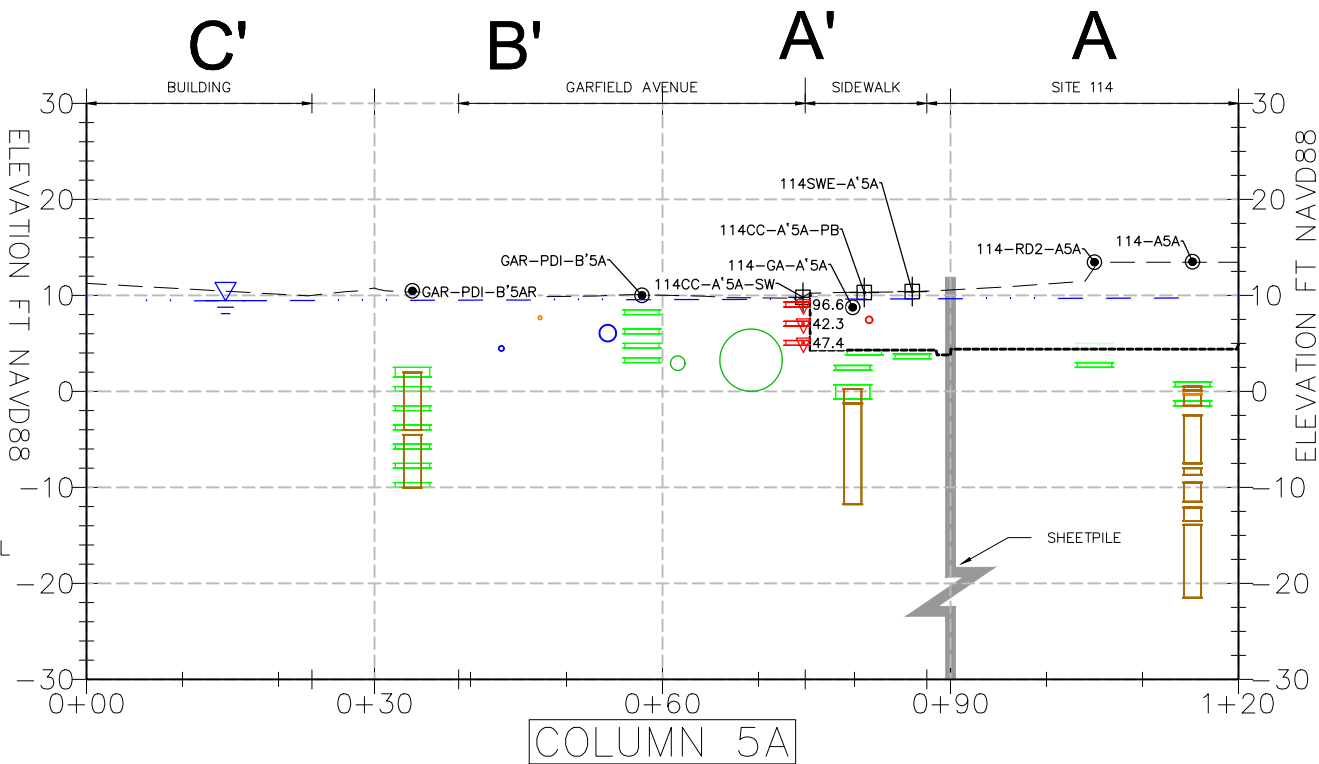 C' B' A' A
BUILDING GARFIELD AVENUE SIDEWALK SITE 114
30 30
20 20
10 10
0 0
-10 -10
-20 -20
-30 -30
ELEVATION FT NAVD88
ELEVATION FT NAVD88
114SWE-A'5A
114CC-A'5A-PB
114-RD2-A5A
114-A5A
GAR-PDI-B'5A
114-GA-A'5A
114CC-A'5A-SW
GAR-PDI-B'5AR
96.6
42.3
47.4
SHEETPILE
L
0+00 0+30 0+60 0+90 1+20
COLUMN 5A